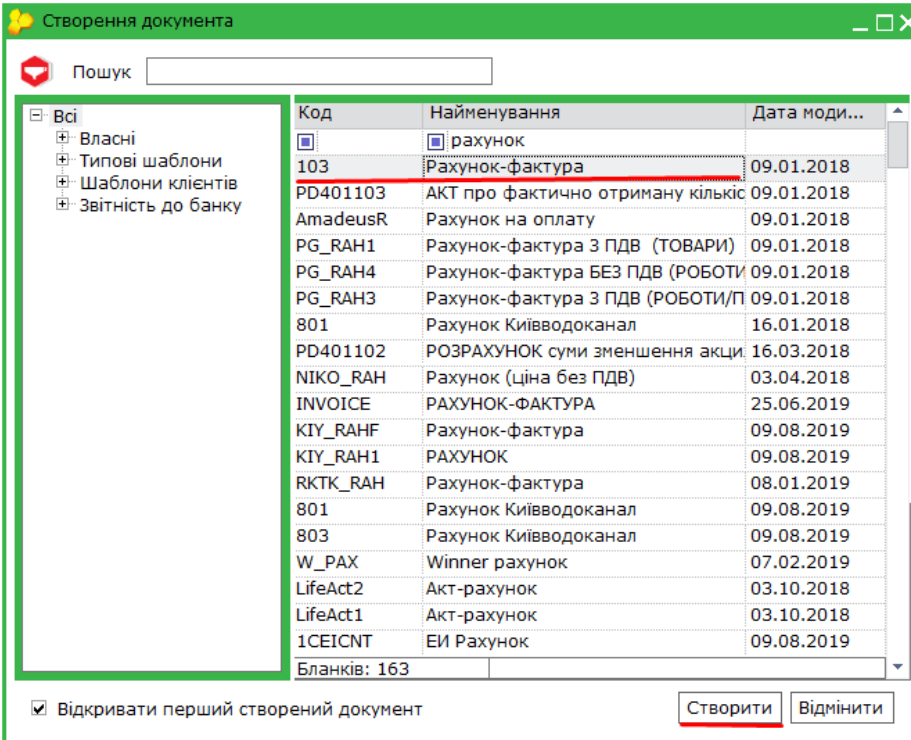 Створення документа
Пошук
Всі
Власні
Типові шаблони
Шаблони клієнтів
Звітність до банку
Код Найменування Дата моди...
рахунок
103 Рахунок-фактура 09.01.2018
PD401103 АКТ про фактично отриману кількіс 09.01.2018
AmadeusR Рахунок на оплату 09.01.2018
PG_RAH1 Рахунок-фактура З ПДВ (ТОВАРИ) 09.01.2018
PG_RAH4 Рахунок-фактура БЕЗ ПДВ (РОБОТИ 09.01.2018
PG_RAH3 Рахунок-фактура З ПДВ (РОБОТИ/П 09.01.2018
801 Рахунок Київводоканал 16.01.2018
PD401102 РОЗРАХУНОК суми зменшення акци 16.03.2018
NIKO_RAH Рахунок (ціна без ПДВ) 03.04.2018
INVOICE РАХУНОК-ФАКТУРА 25.06.2019
KIY_RAHF Рахунок-фактура 09.08.2019
KIY_RAH1 РАХУНОК 09.08.2019
RKTK_RAH Рахунок-фактура 08.01.2019
801 Рахунок Київводоканал 09.08.2019
803 Рахунок Київводоканал 09.08.2019
W_PAX Winner рахунок 07.02.2019
LifeAct2 Акт-рахунок 03.10.2018
LifeAct1 Акт-рахунок 03.10.2018
1CEICNT ЕИ Рахунок 09.08.2019
Бланків: 163
Відкривати перший створений документ
Створити Відмінити